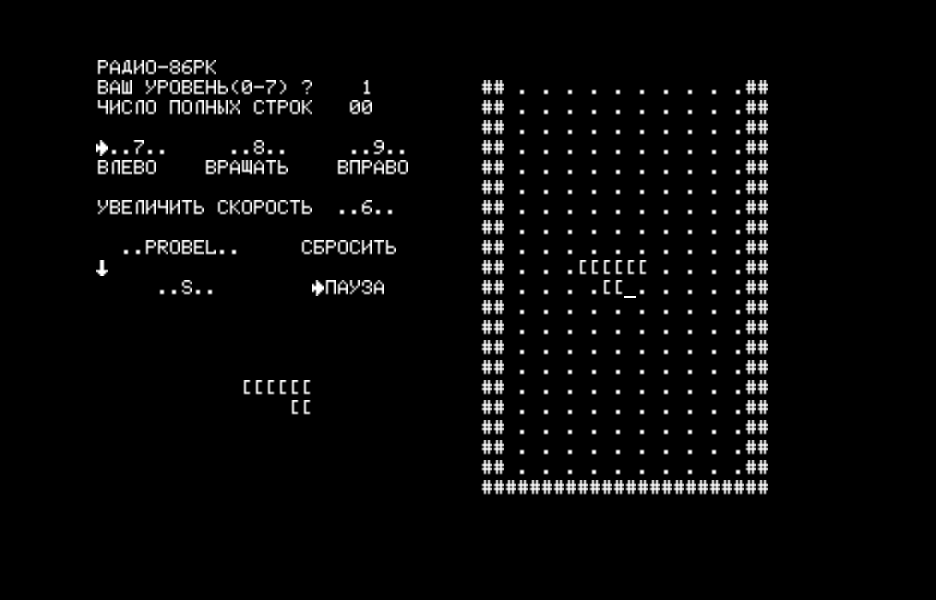 РАДИО-86РК
ВАШ УРОВЕНЬ(0-7) ?    1
ЧИСЛО ПОЛНЫХ СТРОК   00
..7..     ..8..     ..9..
ВЛЕВО    ВРАЩАТЬ    ВПРАВО
УВЕЛИЧИТЬ СКОРОСТЬ  ..6..
..PROBEL..     СБРОСИТЬ
..S..        ПАУЗА